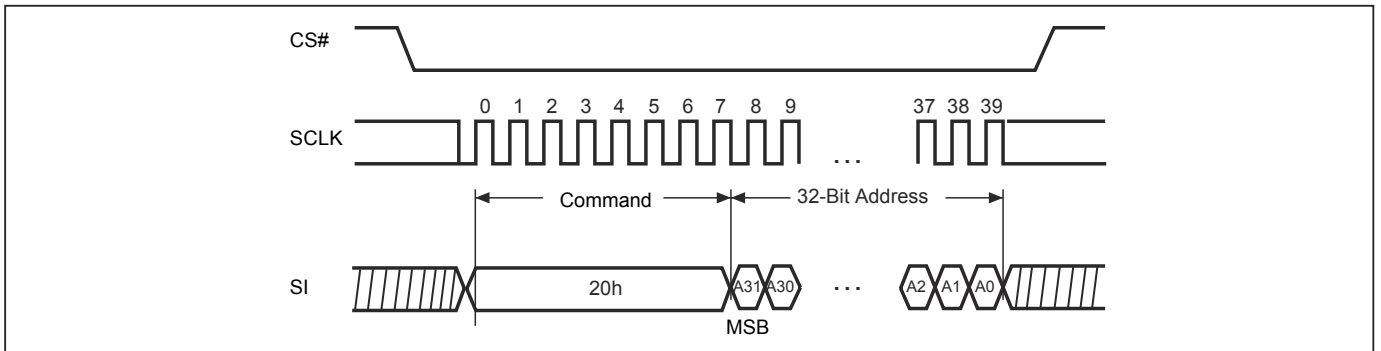 CS#
0 1 2 3 4 5 6 7 8 9 37 38 39
SCLK
...
Command 32-Bit Address
SI 20h A31 A30 ... A2 A1 A0
MSB